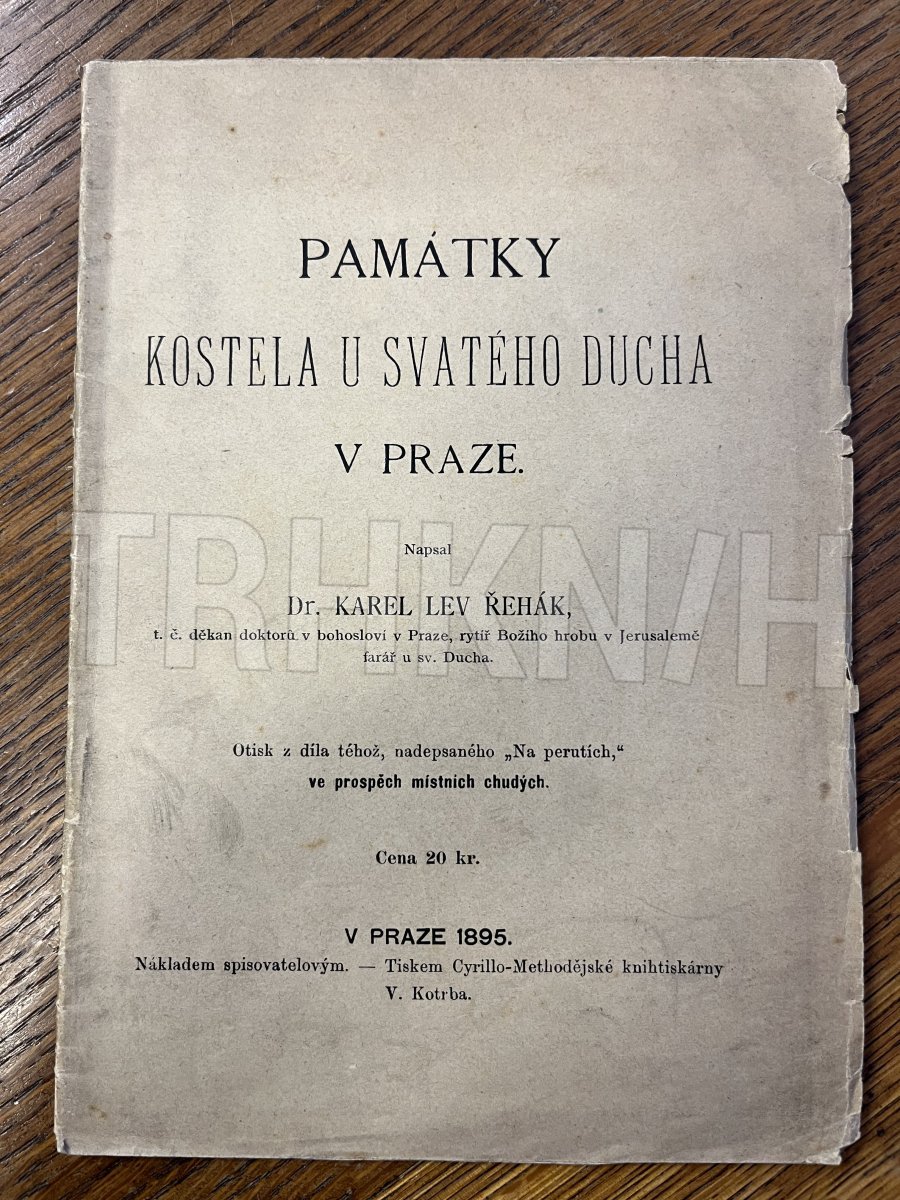 PAMÁTKY
KOSTELA U SVATÉHO DUCHA
V PRAZE.
TRHKN/H
Napsal
Dr. KAREL LEV ŘEHÁK,
t. č. děkan doktorů v bohosloví v Praze, rytíř Božího hrobu v Jerusalemě
farář u sv. Ducha.
Otisk z díla téhož, nadepsaného „Na perutích,“
ve prospěch místních chudých.
Cena 20 kr.
V PRAZE 1895.
Nákladem spisovatelovým. — Tiskem Cyrillo-Methodějské knihtiskárny
V. Kotrba.